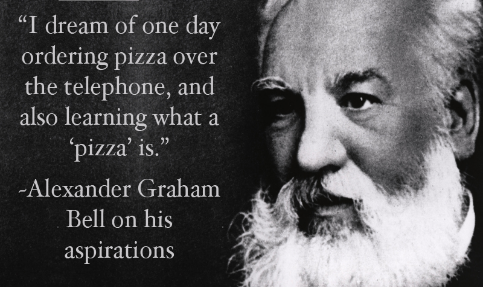 “I dream of one day
ordering pizza over
the telephone, and
also learning what a
‘pizza’ is.”
-Alexander Graham
Bell on his
aspirations